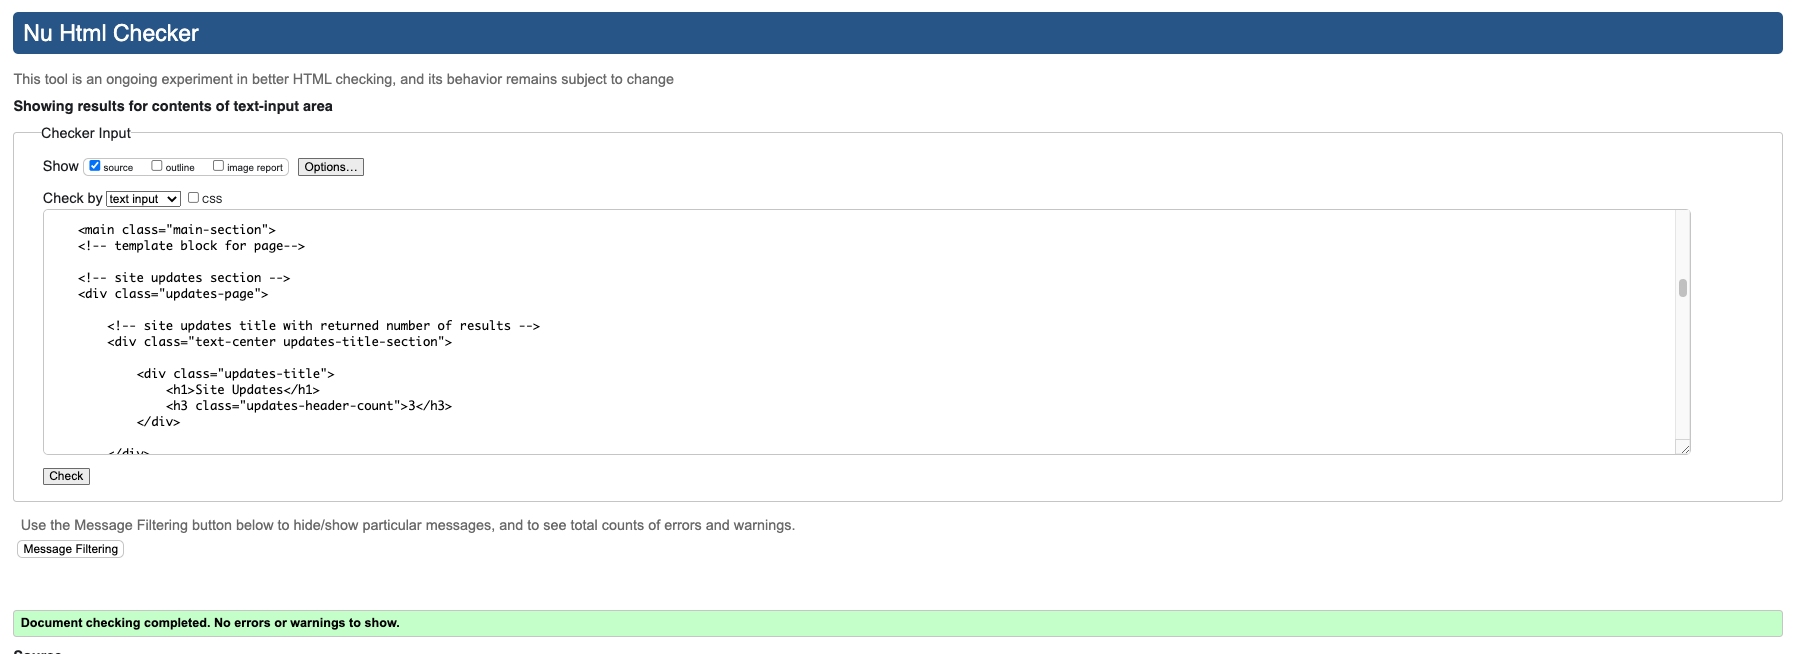 Nu Html Checker
This tool is an ongoing experiment in better HTML checking, and its behavior remains subject to change
Showing results for contents of text-input area
Checker Input
Show source outline image report Options...
Check by text input CSS
<main class="main-section">
<!-- template block for page-->
<!-- site updates section -->
<div class="updates-page">
<!-- site updates title with returned number of results -->
<div class="text-center updates-title-section">
<div class="updates-title">
<h1>Site Updates</h1>
<h3 class="updates-header-count">3</h3>
</div>
</div>
Check
Use the Message Filtering button below to hide/show particular messages, and to see total counts of errors and warnings.
Message Filtering
Document checking completed. No errors or warnings to show.
Source